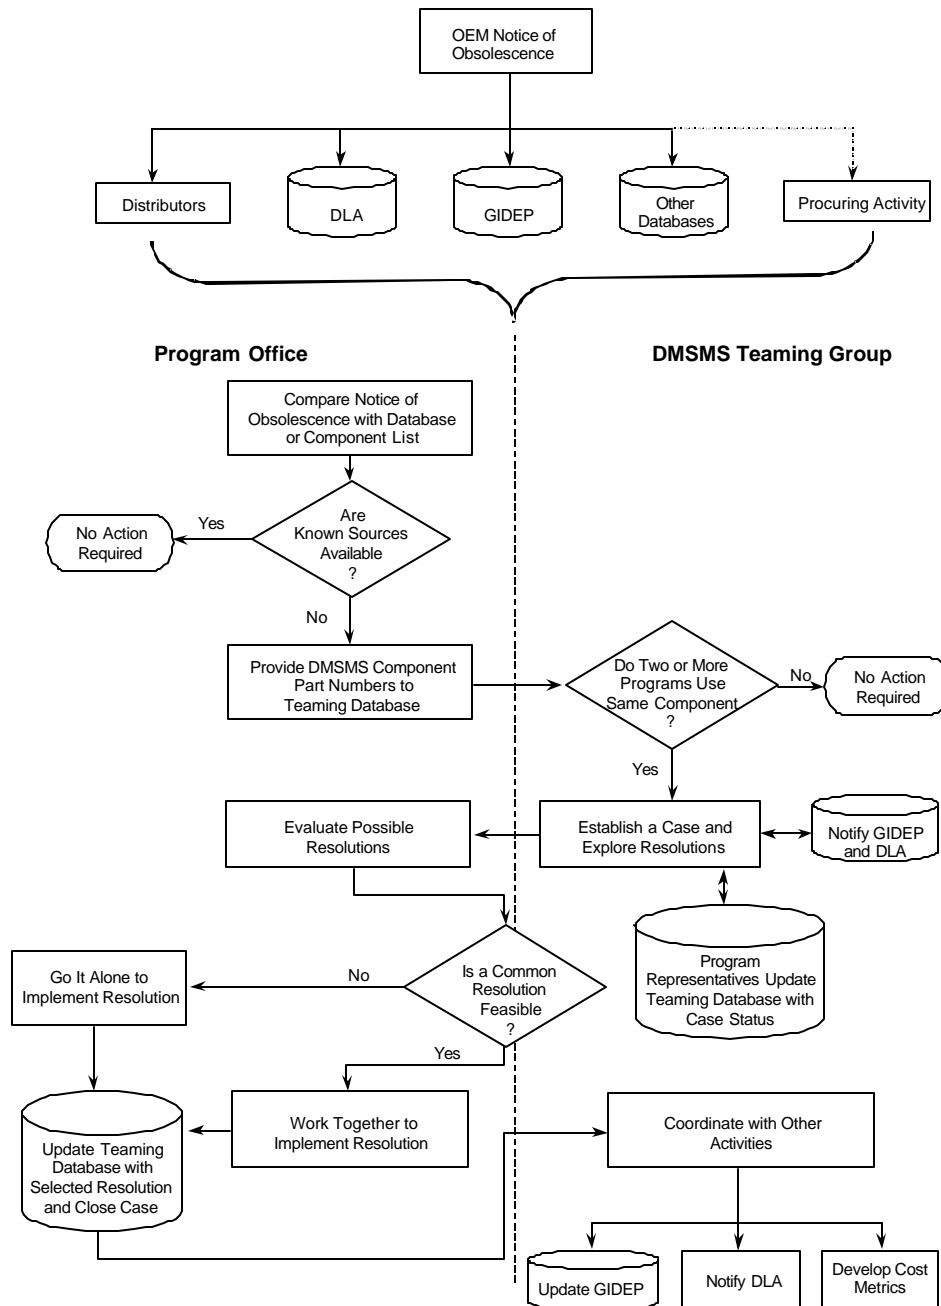 OEM Notice of
Obsolescence
Distributors
DLA
GIDEP
Other
Databases
Procuring Activity
Program Office
DMSMS Teaming Group
Compare Notice of
Obsolescence with Database
or Component List
Are
Known Sources
Available
?
Yes
No Action
Required
No
Provide DMSMS Component
Part Numbers to
Teaming Database
Do Two or More
Programs Use
Same Component
?
No
No Action
Required
Yes
Evaluate Possible
Resolutions
Establish a Case and
Explore Resolutions
Notify GIDEP
and DLA
Program
Representatives Update
Teaming Database with
Case Status
Is a Common
Resolution
Feasible
?
No
Go It Alone to
Implement Resolution
Yes
Work Together to
Implement Resolution
Update Teaming
Database with
Selected Resolution
and Close Case
Coordinate with Other
Activities
Update GIDEP
Notify DLA
Develop Cost
Metrics